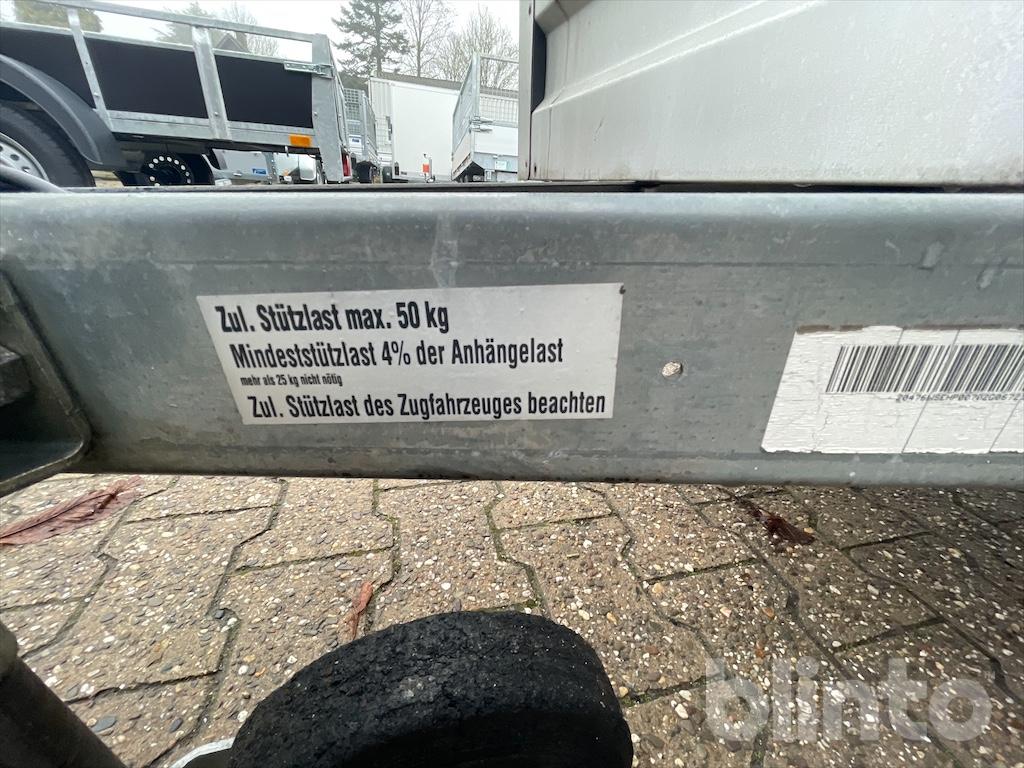 Zul. Stützlast max. 50 kg
Mindeststützlast 4% der Anhängelast
mehr als 25 kg nicht nötig
Zul. Stützlast des Zugfahrzeuges beachten
blinto